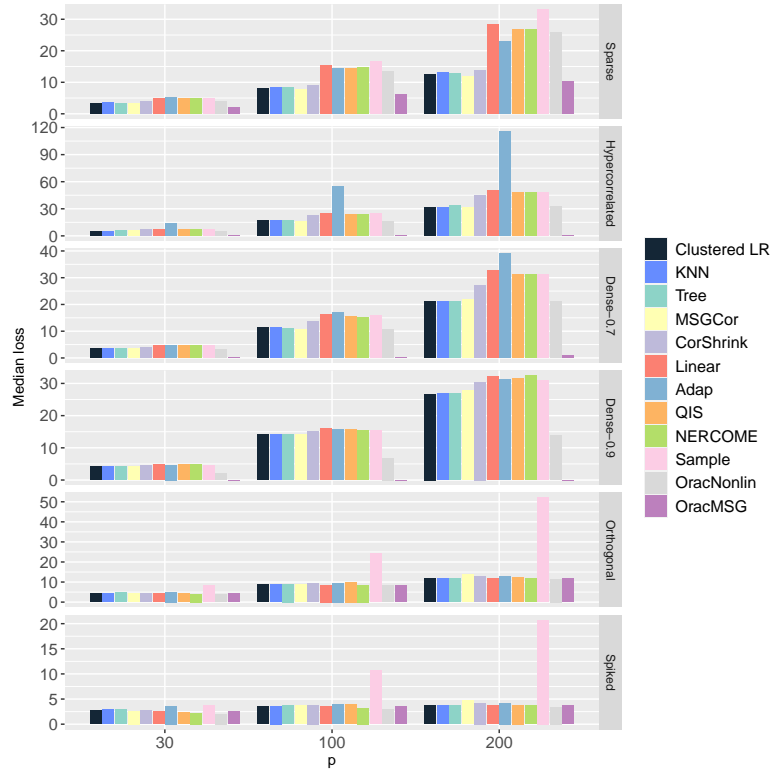 30
20
10
0
Sparse
120
90
60
30
0
Hypercorrelated
40
30
20
10
0
Dense−0.7
30
20
10
0
Dense−0.9
50
40
30
20
10
0
Orthogonal
20
15
10
5
0
Spiked
30
100
200
p
Median loss
Clustered LR
KNN
Tree
MSGCor
CorShrink
Linear
Adap
QIS
NERCOME
Sample
OracNonlin
OracMSG